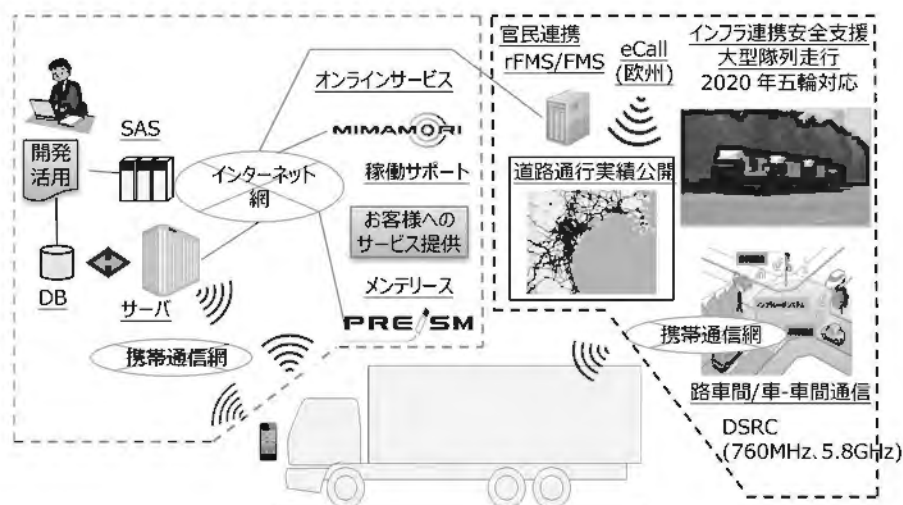 SAS
開発
活用
DB
サーバ
携帯通信網
インターネット
網
オンラインサービス
MIMAMORI
稼働サポート
お客様への
サービス提供
メンテリース
PREISM
官民連携
rFMS/FMS
eCall
(欧州)
道路通行実績公開
インフラ連携安全支援
大型隊列走行
2020年五輪対応
携帯通信網
路車間/車-車間通信
DSRC
(760MHz、5.8GHz)